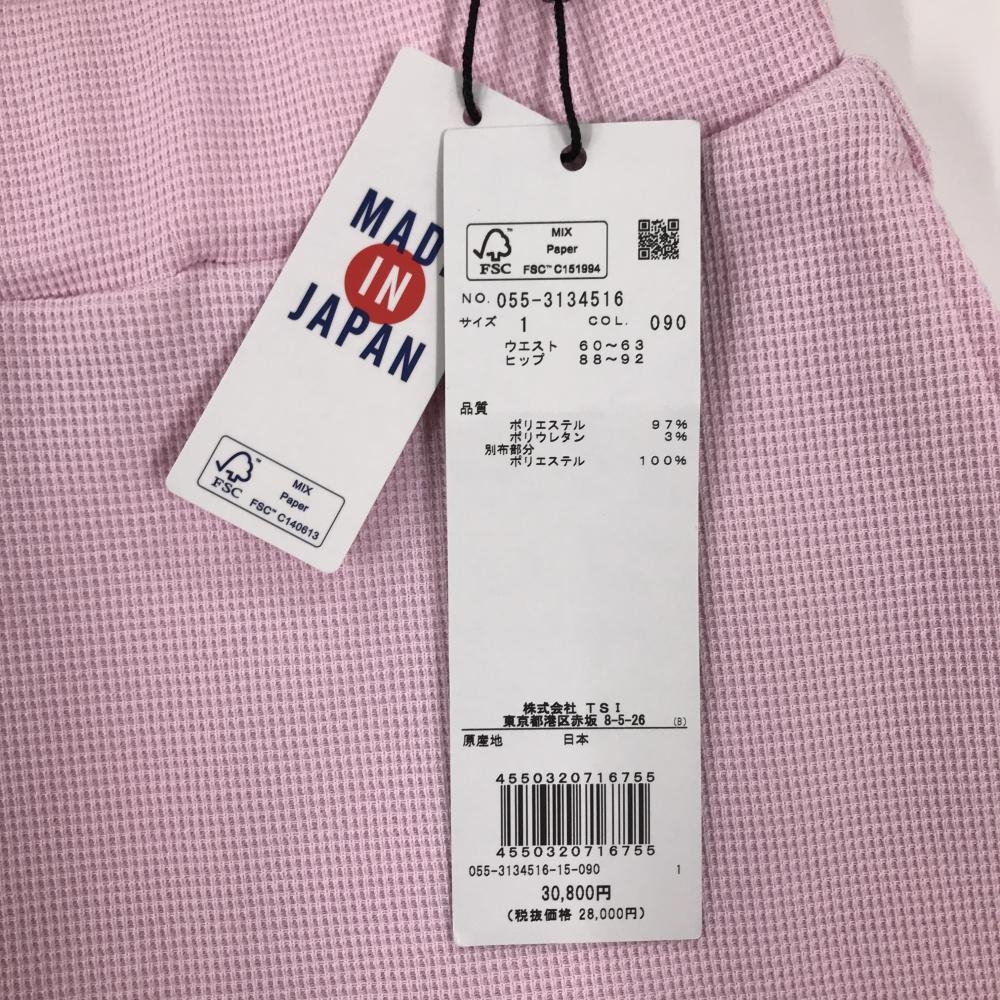 MAD
IN
JAPAN
FSC™
MIX
Paper
FSC™ C140613
FSC™
MIX
Paper
FSC™ C151994
NO. 055-3134516
サイズ 1 COL. 090
ウエスト 60～63
ヒップ 88～92
品質
ポリエステル 97%
ポリウレタン 3%
別布部分
ポリエステル 100%
株式会社 TSI
東京都港区赤坂 8-5-26 (B)
原産地 日本
4550320716755
4550320716755
055-3134516-15-090 1
30,800円
(税抜価格 28,000円)